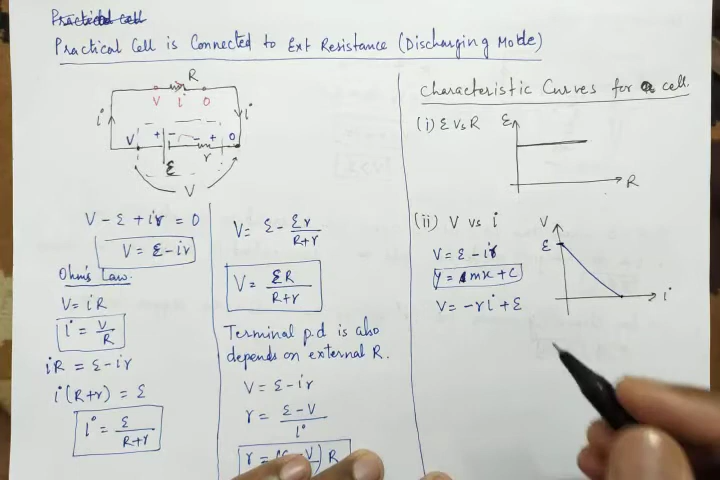 Practical cell
Practical Cell is Connected to Ext Resistance (Discharging Mode)
R
V i 0
i i
V + - - + 0
ε r
V
V - ε + ir = 0
V = ε - ir
Ohm's Law.
V = iR
i = V/R
iR = ε - ir
i(R+r) = ε
i = ε/(R+r)
V = ε - εr/(R+r)
V = εR/(R+r)
Terminal p.d is also
depends on external R.
V = ε - ir
r = (ε - V)/i
r = R
Characteristic Curves for a cell.
(i) ε vs R
ε
R
(ii) V vs i
V
ε
i
V = ε - ir
y = mx + c
V = -ri + ε